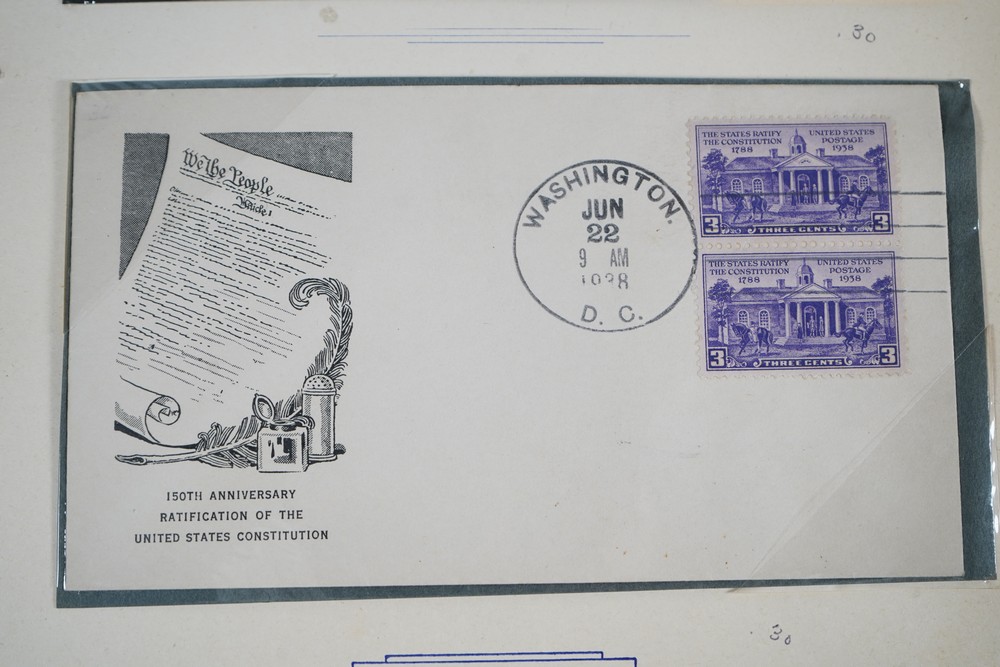 .30
We the People
Article 1
150TH ANNIVERSARY
RATIFICATION OF THE
UNITED STATES CONSTITUTION
WASHINGTON.
JUN
22
9 AM
1938
D. C.
THE STATES RATIFY UNITED STATES
THE CONSTITUTION POSTAGE
1788 1938
3 THREE CENTS 3
THE STATES RATIFY UNITED STATES
THE CONSTITUTION POSTAGE
1788 1938
3 THREE CENTS 3
.30